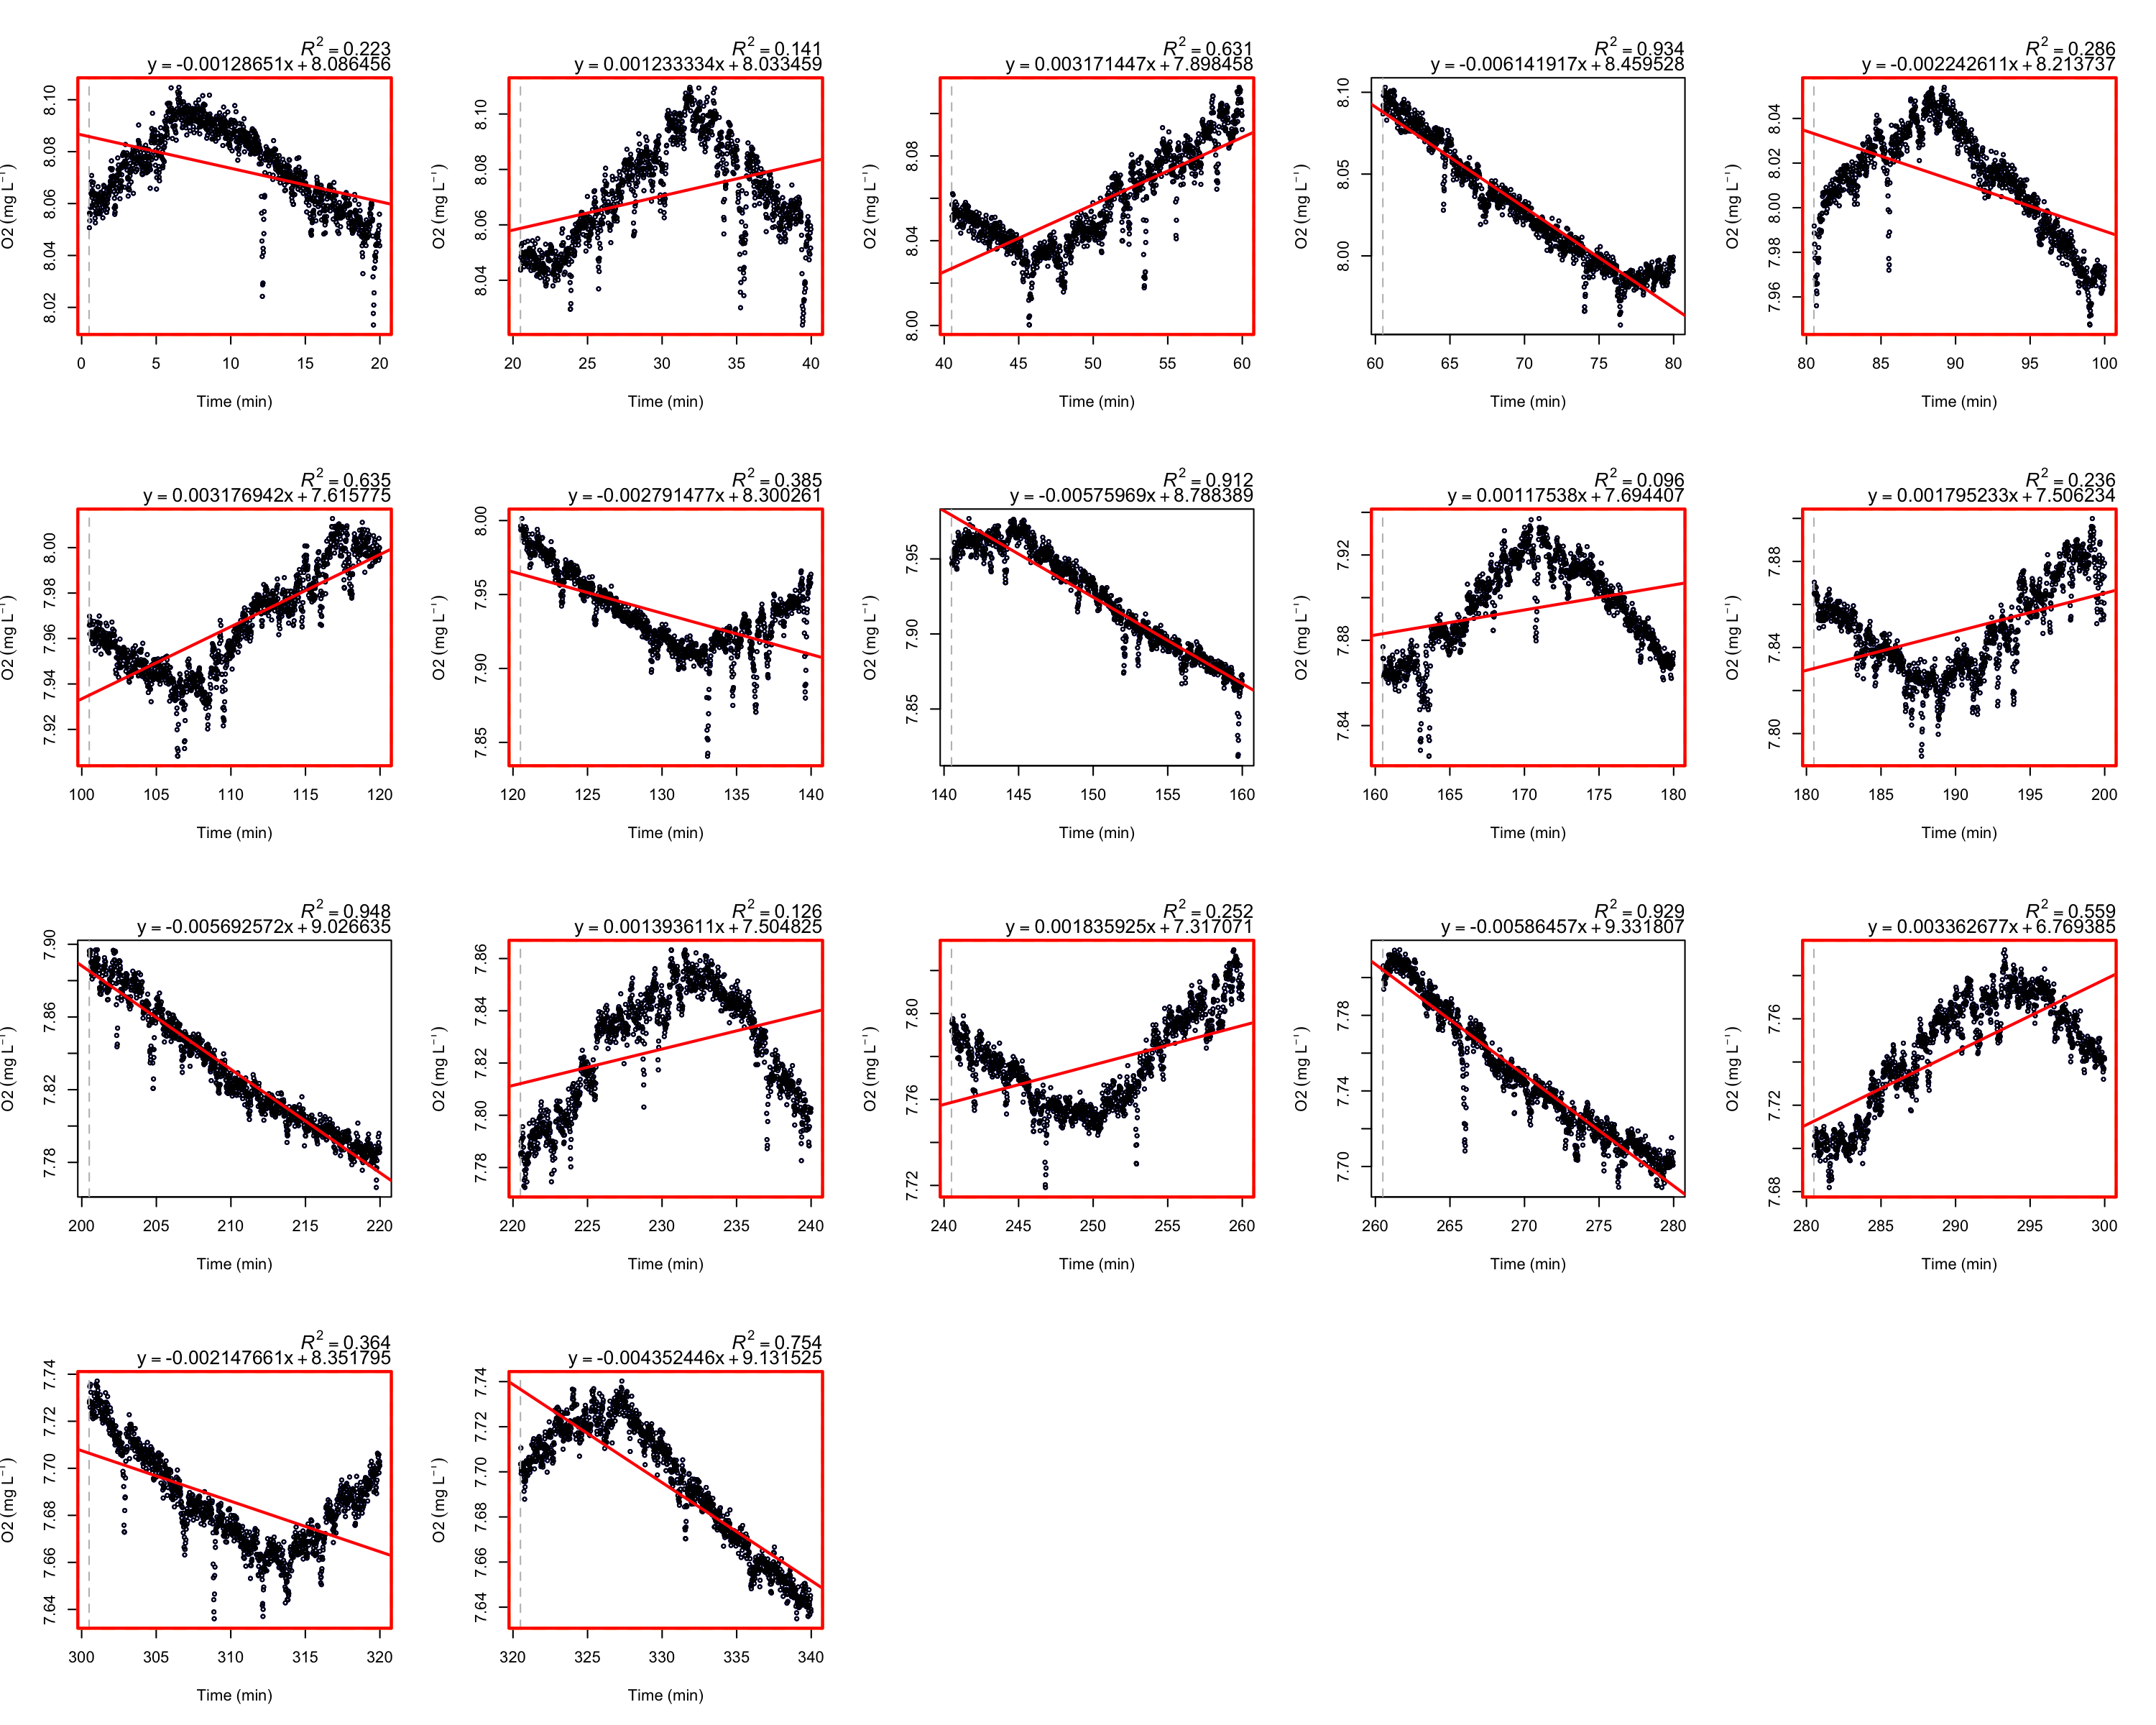 R² = 0.223
y = -0.00128651x + 8.086456
O2 (mg L⁻¹)
8.02 8.04 8.06 8.08 8.10
0 5 10 15 20
Time (min)
R² = 0.141
y = 0.001233334x + 8.033459
O2 (mg L⁻¹)
8.04 8.06 8.08 8.10
20 25 30 35 40
Time (min)
R² = 0.631
y = 0.003171447x + 7.898458
O2 (mg L⁻¹)
8.00 8.04 8.08
40 45 50 55 60
Time (min)
R² = 0.934
y = -0.006141917x + 8.459528
O2 (mg L⁻¹)
8.00 8.05 8.10
60 65 70 75 80
Time (min)
R² = 0.286
y = -0.002242611x + 8.213737
O2 (mg L⁻¹)
7.96 7.98 8.00 8.02 8.04
80 85 90 95 100
Time (min)
R² = 0.635
y = 0.003176942x + 7.615775
O2 (mg L⁻¹)
7.92 7.94 7.96 7.98 8.00
100 105 110 115 120
Time (min)
R² = 0.385
y = -0.002791477x + 8.300261
O2 (mg L⁻¹)
7.85 7.90 7.95 8.00
120 125 130 135 140
Time (min)
R² = 0.912
y = -0.00575969x + 8.788389
O2 (mg L⁻¹)
7.85 7.90 7.95
140 145 150 155 160
Time (min)
R² = 0.096
y = 0.00117538x + 7.694407
O2 (mg L⁻¹)
7.84 7.88 7.92
160 165 170 175 180
Time (min)
R² = 0.236
y = 0.001795233x + 7.506234
O2 (mg L⁻¹)
7.80 7.84 7.88
180 185 190 195 200
Time (min)
R² = 0.948
y = -0.005692572x + 9.026635
O2 (mg L⁻¹)
7.78 7.82 7.86 7.90
200 205 210 215 220
Time (min)
R² = 0.126
y = 0.001393611x + 7.504825
O2 (mg L⁻¹)
7.78 7.80 7.82 7.84 7.86
220 225 230 235 240
Time (min)
R² = 0.252
y = 0.001835925x + 7.317071
O2 (mg L⁻¹)
7.72 7.76 7.80
240 245 250 255 260
Time (min)
R² = 0.929
y = -0.00586457x + 9.331807
O2 (mg L⁻¹)
7.70 7.74 7.78
260 265 270 275 280
Time (min)
R² = 0.559
y = 0.003362677x + 6.769385
O2 (mg L⁻¹)
7.68 7.72 7.76
280 285 290 295 300
Time (min)
R² = 0.364
y = -0.002147661x + 8.351795
O2 (mg L⁻¹)
7.64 7.66 7.68 7.70 7.72 7.74
300 305 310 315 320
Time (min)
R² = 0.754
y = -0.004352446x + 9.131525
O2 (mg L⁻¹)
7.64 7.66 7.68 7.70 7.72 7.74
320 325 330 335 340
Time (min)